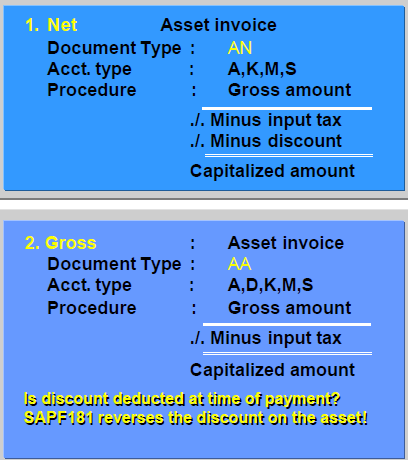 1. Net Asset invoice
Document Type : AN
Acct. type : A,K,M,S
Procedure : Gross amount
./. Minus input tax
./. Minus discount
Capitalized amount
2. Gross : Asset invoice
Document Type : AA
Acct. type : A,D,K,M,S
Procedure : Gross amount
./. Minus input tax
Capitalized amount
Is discount deducted at time of payment?
SAPF181 reverses the discount on the asset!